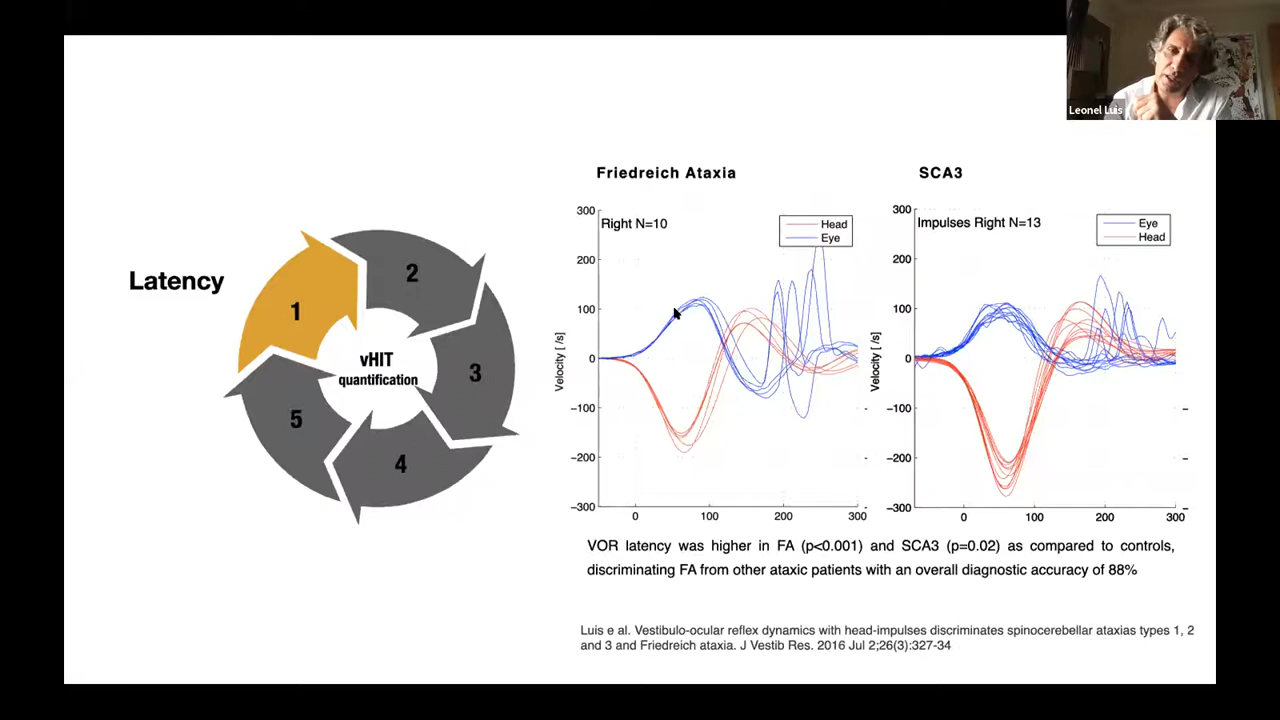 Leonel Luis
Latency
1
2
3
4
5
vHIT
quantification
Friedreich Ataxia
Right N=10
Head
Eye
Velocity [ /s]
300
200
100
0
−100
−200
−300
0
100
200
300
SCA3
Impulses Right N=13
Eye
Head
Velocity [ /s]
300
200
100
0
−100
−200
−300
0
100
200
300
VOR latency was higher in FA (p<0.001) and SCA3 (p=0.02) as compared to controls,
discriminating FA from other ataxic patients with an overall diagnostic accuracy of 88%
Luis e al. Vestibulo-ocular reflex dynamics with head-impulses discriminates spinocerebellar ataxias types 1, 2
and 3 and Friedreich ataxia. J Vestib Res. 2016 Jul 2;26(3):327-34